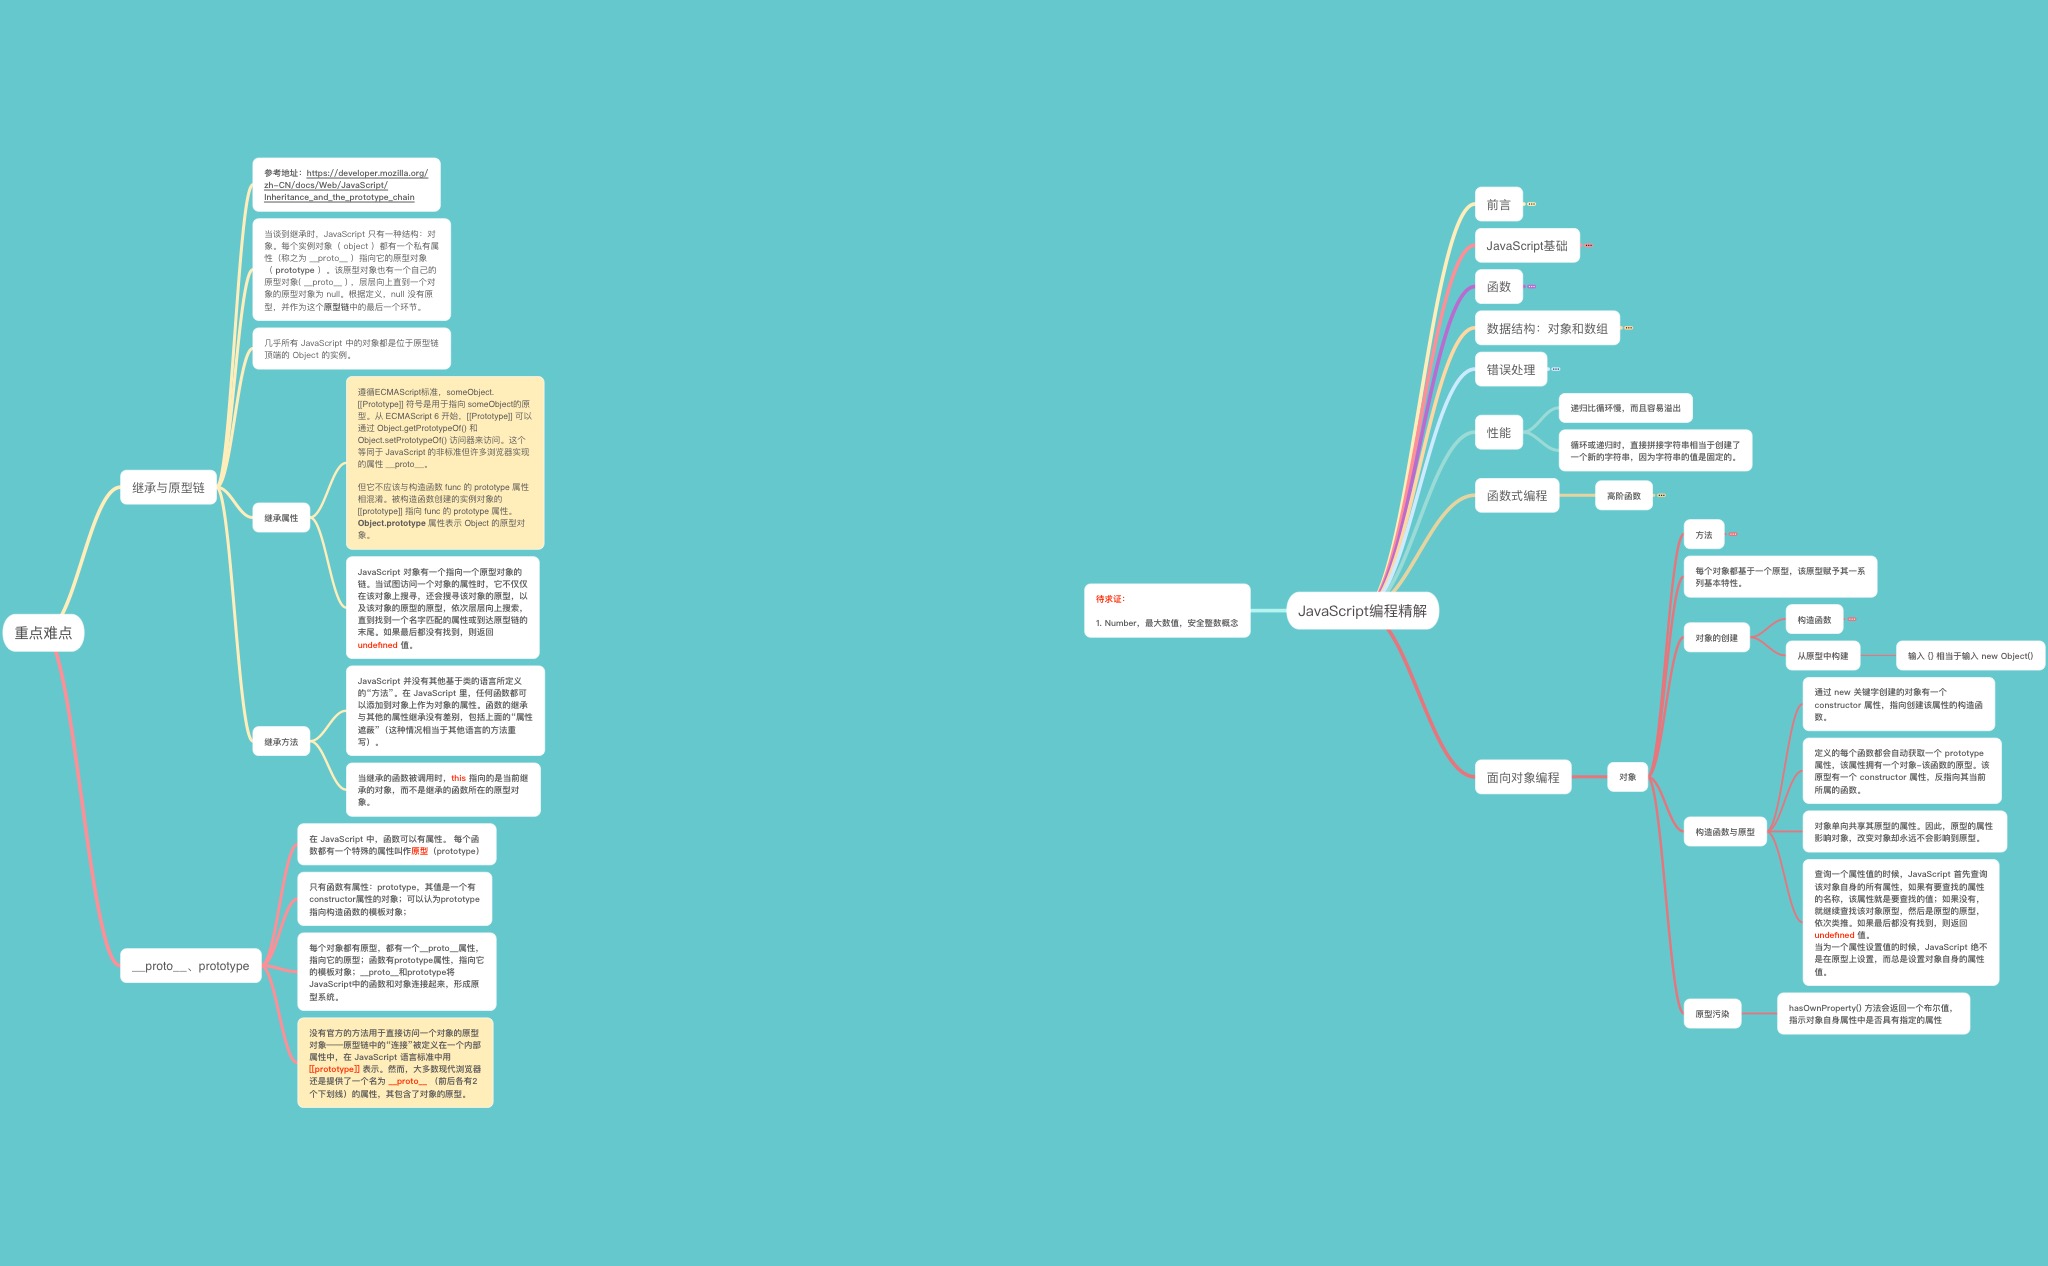 重点难点
继承与原型链
参考地址：https://developer.mozilla.org/
zh-CN/docs/Web/JavaScript/
Inheritance_and_the_prototype_chain
当谈到继承时，JavaScript 只有一种结构：对
象。每个实例对象（ object ）都有一个私有属
性（称之为 __proto__ ）指向它的原型对象
（ prototype ）。该原型对象也有一个自己的
原型对象( __proto__ ) ，层层向上直到一个对
象的原型对象为 null。根据定义，null 没有原
型，并作为这个原型链中的最后一个环节。
几乎所有 JavaScript 中的对象都是位于原型链
顶端的 Object 的实例。
继承属性
遵循ECMAScript标准，someObject.
[[Prototype]] 符号是用于指向 someObject的原
型。从 ECMAScript 6 开始，[[Prototype]] 可以
通过 Object.getPrototypeOf() 和
Object.setPrototypeOf() 访问器来访问。这个
等同于 JavaScript 的非标准但许多浏览器实现
的属性 __proto__。
但它不应该与构造函数 func 的 prototype 属性
相混淆。被构造函数创建的实例对象的
[[prototype]] 指向 func 的 prototype 属性。
Object.prototype 属性表示 Object 的原型对
象。
JavaScript 对象有一个指向一个原型对象的
链。当试图访问一个对象的属性时，它不仅仅
在该对象上搜寻，还会搜寻该对象的原型，以
及该对象的原型的原型，依次层层向上搜索，
直到找到一个名字匹配的属性或到达原型链的
末尾。如果最后都没有找到，则返回
undefined 值。
继承方法
JavaScript 并没有其他基于类的语言所定义
的“方法”。在 JavaScript 里，任何函数都可
以添加到对象上作为对象的属性。函数的继承
与其他的属性继承没有差别，包括上面的“属性
遮蔽”（这种情况相当于其他语言的方法重
写）。
当继承的函数被调用时，this 指向的是当前继
承的对象，而不是继承的函数所在的原型对
象。
__proto__、prototype
在 JavaScript 中，函数可以有属性。 每个函
数都有一个特殊的属性叫作原型（prototype）
只有函数有属性：prototype，其值是一个有
constructor属性的对象；可以认为prototype
指向构造函数的模板对象；
每个对象都有原型，都有一个__proto__属性，
指向它的原型；函数有prototype属性，指向它
的模板对象；__proto__和prototype将
JavaScript中的函数和对象连接起来，形成原
型系统。
没有官方的方法用于直接访问一个对象的原型
对象——原型链中的“连接”被定义在一个内部
属性中，在 JavaScript 语言标准中用
[[prototype]] 表示。然而，大多数现代浏览器
还是提供了一个名为 __proto__ （前后各有2
个下划线）的属性，其包含了对象的原型。
待求证：
1. Number，最大数值，安全整数概念
JavaScript编程精解
前言
JavaScript基础
函数
数据结构：对象和数组
错误处理
性能
递归比循环慢，而且容易溢出
循环或递归时，直接拼接字符串相当于创建了
一个新的字符串，因为字符串的值是固定的。
函数式编程
高阶函数
面向对象编程
对象
方法
每个对象都基于一个原型，该原型赋予其一系
列基本特性。
对象的创建
构造函数
从原型中构建
输入 {} 相当于输入 new Object()
构造函数与原型
通过 new 关键字创建的对象有一个
constructor 属性，指向创建该属性的构造函
数。
定义的每个函数都会自动获取一个 prototype
属性，该属性拥有一个对象-该函数的原型。该
原型有一个 constructor 属性，反指向其当前
所属的函数。
对象单向共享其原型的属性。因此，原型的属性
影响对象，改变对象却永远不会影响到原型。
查询一个属性值的时候，JavaScript 首先查询
该对象自身的所有属性，如果有要查找的属性
的名称，该属性就是要查找的值；如果没有，
就继续查找该对象原型，然后是原型的原型，
依次类推。如果最后都没有找到，则返回
undefined 值。
当为一个属性设置值的时候，JavaScript 绝不
是在原型上设置，而总是设置对象自身的属性
值。
原型污染
hasOwnProperty() 方法会返回一个布尔值，
指示对象自身属性中是否具有指定的属性